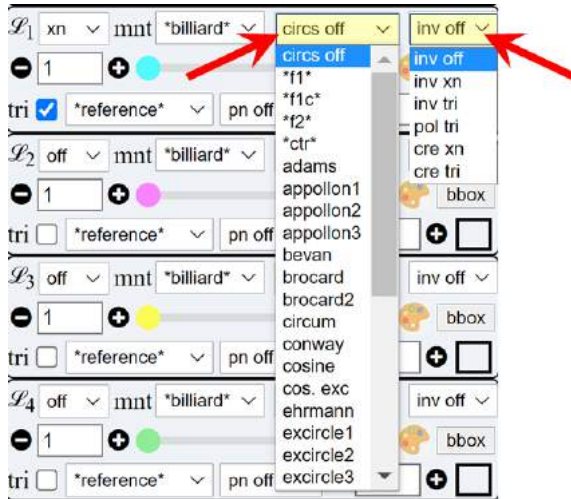 ℒ1 xn mnt *billiard* circs off inv off
1
tri *reference* pn off
circs off
*f1*
*f1c*
*f2*
*ctr*
adams
appollon1
appollon2
appollon3
bevan
brocard
brocard2
circum
conway
cosine
cos. exc
ehrmann
excircle1
excircle2
excircle3
inv off
inv xn
inv tri
pol tri
cre xn
cre tri
ℒ2 off mnt *billiard*
1 bbox
tri *reference* pn off
ℒ3 off mnt *billiard* inv off
1 bbox
tri *reference* pn off
ℒ4 off mnt *billiard* inv off
1 bbox
tri *reference* pn off